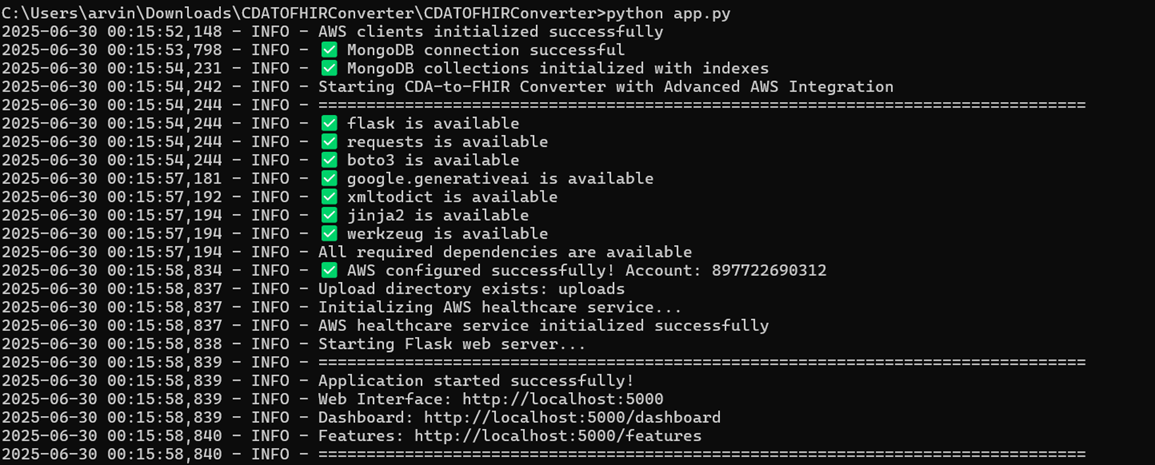 C:\Users\arvin\Downloads\CDATOFHIRConverter\CDATOFHIRConverter>python app.py
2025-06-30 00:15:52,148 - INFO - AWS clients initialized successfully
2025-06-30 00:15:53,798 - INFO - ✅ MongoDB connection successful
2025-06-30 00:15:54,231 - INFO - ✅ MongoDB collections initialized with indexes
2025-06-30 00:15:54,242 - INFO - Starting CDA-to-FHIR Converter with Advanced AWS Integration
2025-06-30 00:15:54,244 - INFO - ================================================================================
2025-06-30 00:15:54,244 - INFO - ✅ flask is available
2025-06-30 00:15:54,244 - INFO - ✅ requests is available
2025-06-30 00:15:54,244 - INFO - ✅ boto3 is available
2025-06-30 00:15:57,181 - INFO - ✅ google.generativeai is available
2025-06-30 00:15:57,192 - INFO - ✅ xmltodict is available
2025-06-30 00:15:57,194 - INFO - ✅ jinja2 is available
2025-06-30 00:15:57,194 - INFO - ✅ werkzeug is available
2025-06-30 00:15:57,194 - INFO - All required dependencies are available
2025-06-30 00:15:58,834 - INFO - ✅ AWS configured successfully! Account: 897722690312
2025-06-30 00:15:58,837 - INFO - Upload directory exists: uploads
2025-06-30 00:15:58,837 - INFO - Initializing AWS healthcare service...
2025-06-30 00:15:58,837 - INFO - AWS healthcare service initialized successfully
2025-06-30 00:15:58,838 - INFO - Starting Flask web server...
2025-06-30 00:15:58,839 - INFO - ================================================================================
2025-06-30 00:15:58,839 - INFO - Application started successfully!
2025-06-30 00:15:58,839 - INFO - Web Interface: http://localhost:5000
2025-06-30 00:15:58,839 - INFO - Dashboard: http://localhost:5000/dashboard
2025-06-30 00:15:58,840 - INFO - Features: http://localhost:5000/features
2025-06-30 00:15:58,840 - INFO - ================================================================================